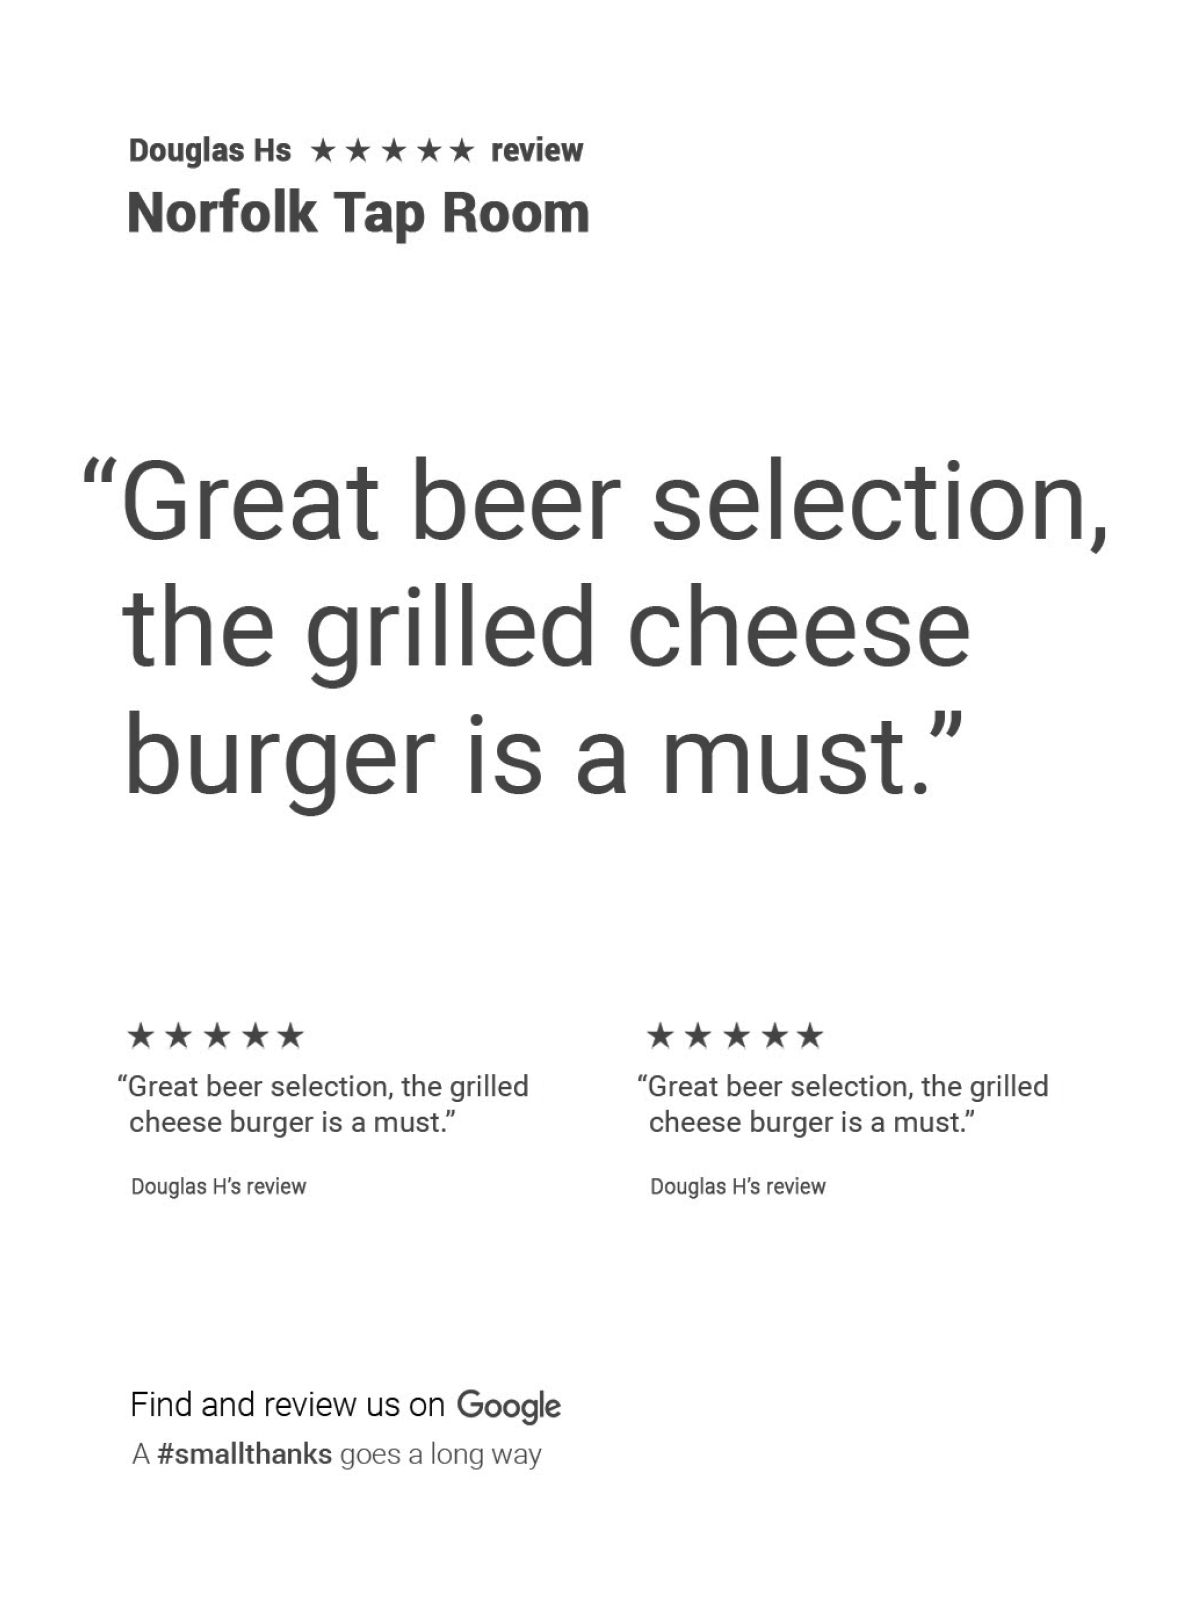 Douglas Hs ★ ★ ★ ★ ★ review
Norfolk Tap Room
“Great beer selection,
the grilled cheese
burger is a must.”
★ ★ ★ ★ ★
“Great beer selection, the grilled
cheese burger is a must.”
Douglas H’s review
★ ★ ★ ★ ★
“Great beer selection, the grilled
cheese burger is a must.”
Douglas H’s review
Find and review us on Google
A #smallthanks goes a long way